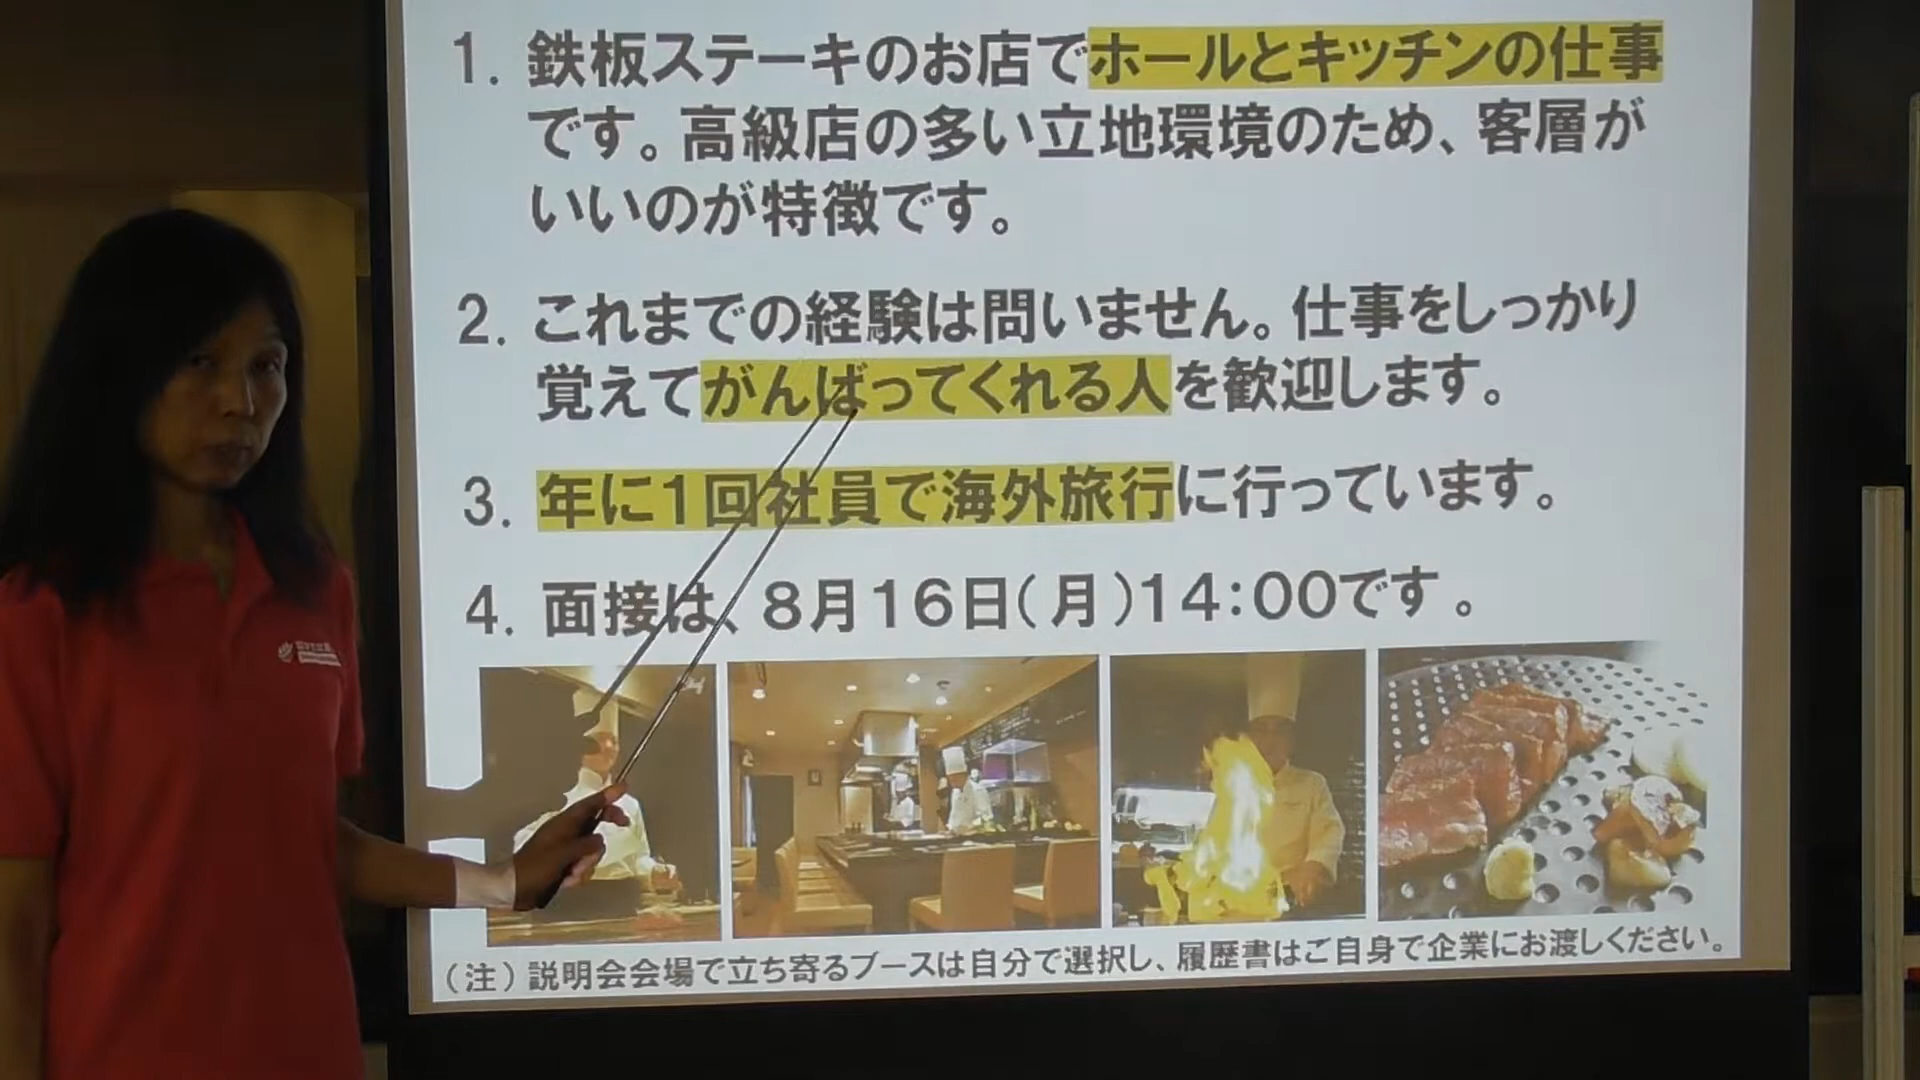 1. 鉄板ステーキのお店でホールとキッチンの仕事
です。高級店の多い立地環境のため、客層が
いいのが特徴です。
2. これまでの経験は問いません。仕事をしっかり
覚えてがんばってくれる人を歓迎します。
3. 年に1回社員で海外旅行に行っています。
4. 面接は、8月16日(月)14:00です。
(注)説明会会場で立ち寄るブースは自分で選択し、履歴書はご自身で企業にお渡しください。